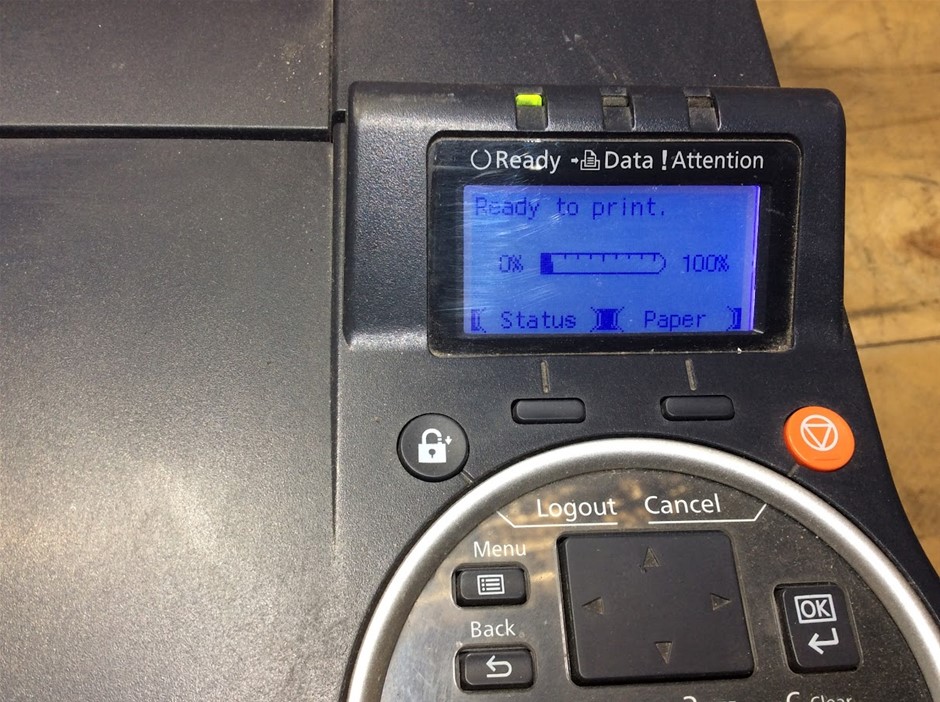 Ready Data ! Attention
Ready to print.
0% 100%
Status Paper
Logout Cancel
Menu
OK
Back
Clear